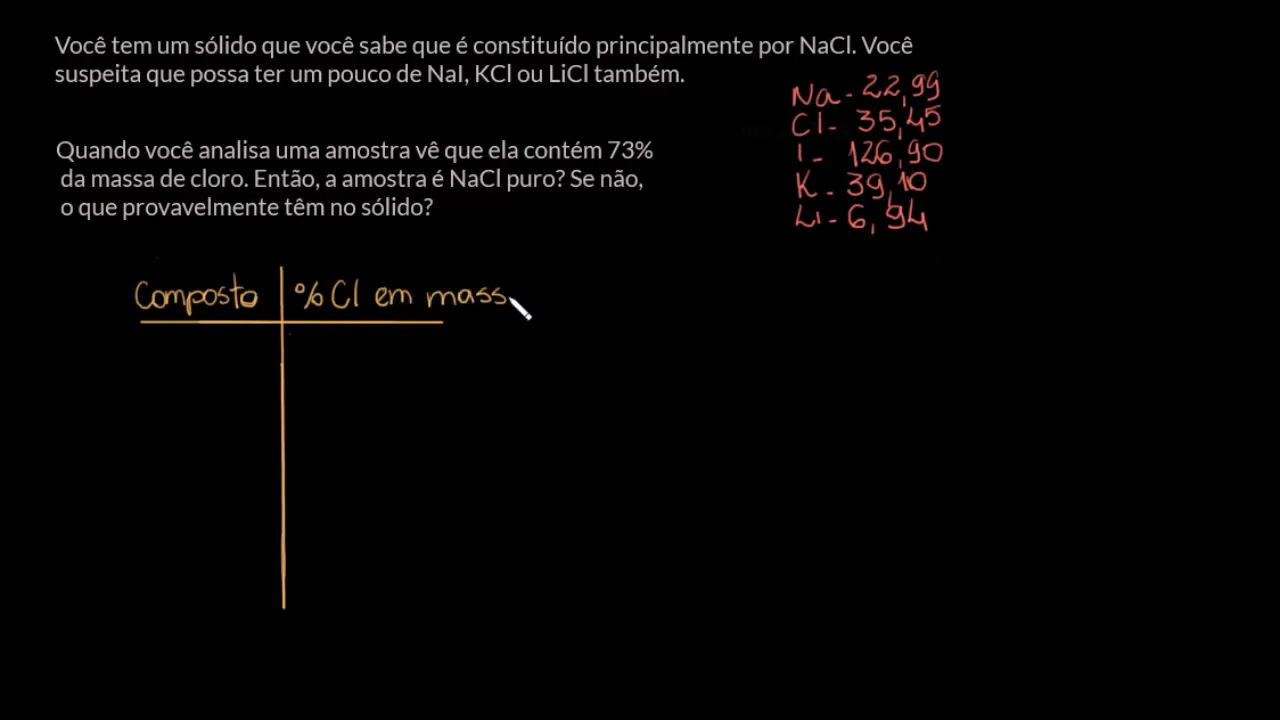 Você tem um sólido que você sabe que é constituído principalmente por NaCl. Você
suspeita que possa ter um pouco de NaI, KCl ou LiCl também.
Na - 22,99
Cl - 35,45
I - 126,90
K - 39,10
Li - 6,94
Quando você analisa uma amostra vê que ela contém 73%
da massa de cloro. Então, a amostra é NaCl puro? Se não,
o que provavelmente têm no sólido?
Composto % Cl em mass